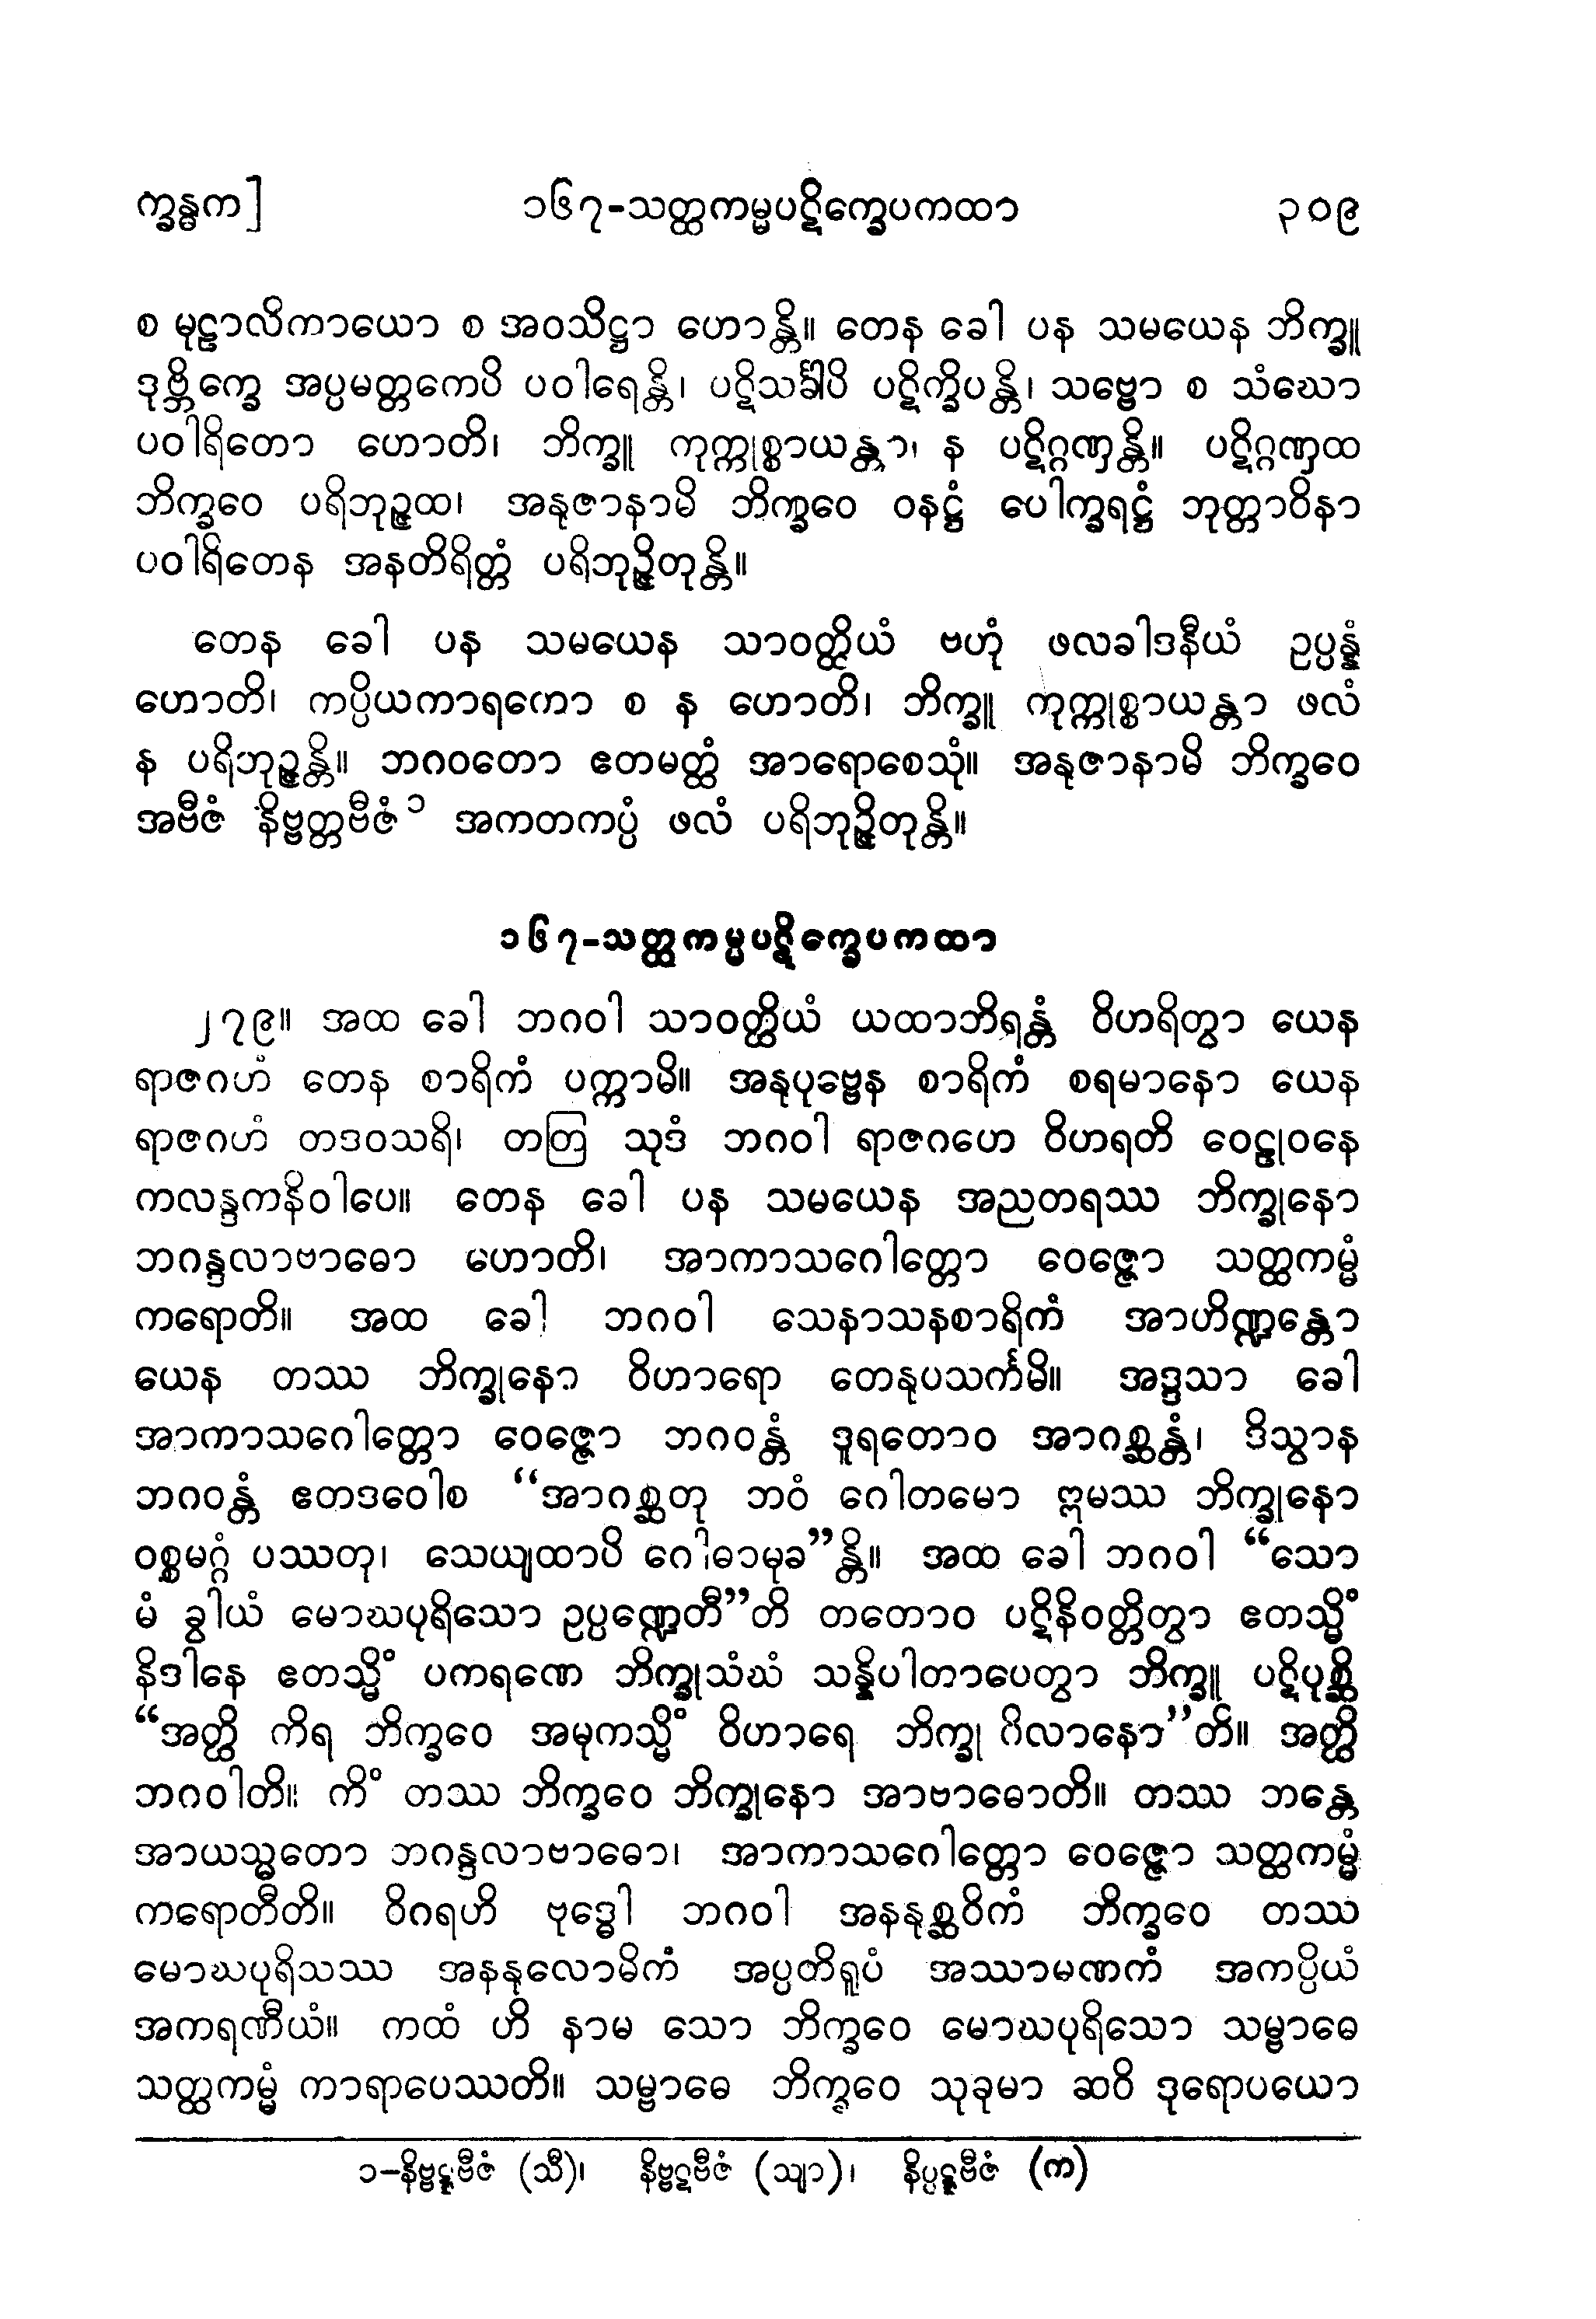 က္ခန္ဓက] ၁၆၇-သတ္ထကမ္မပဋိက္ခေပကထာ ၃၀၉
စ မုဠာလိကာယော စ အဝသိဋ္ဌာ ဟောန္တိ။ တေန ခေါ ပန သမယေန ဘိက္ခူ
ဒုဗ္ဘိက္ခေ အပ္ပမတ္တကေပိ ပဝါရေန္တိ၊ ပဋိသင်္ခါပိ ပဋိက္ခိပန္တိ၊ သဗ္ဗော စ သံဃော
ပဝါရိတော ဟောတိ၊ ဘိက္ခူ ကုက္ကုစ္စာယန္တာ၊ န ပဋိဂ္ဂဏှန္တိ။ ပဋိဂ္ဂဏှထ
ဘိက္ခဝေ ပရိဘုဉ္ဇထ၊ အနုဇာနာမိ ဘိက္ခဝေ ဝနဋ္ဌံ ပေါက္ခရဋ္ဌံ ဘုတ္တာဝိနာ
ပဝါရိတေန အနတိရိတ္တံ ပရိဘုဉ္ဇိတုန္တိ။
တေန ခေါ ပန သမယေန သာဝတ္ထိယံ ဗဟုံ ဖလခါဒနီယံ ဥပ္ပန္နံ
ဟောတိ၊ ကပ္ပိယကာရကော စ န ဟောတိ၊ ဘိက္ခူ ကုက္ကုစ္စာယန္တာ ဖလံ
န ပရိဘုဉ္ဇန္တိ။ ဘဂဝတော ဧတမတ္ထံ အာရောစေသုံ။ အနုဇာနာမိ ဘိက္ခဝေ
အဗီဇံ နိဗ္ဗတ္တဗီဇံ ၁ အကတကပ္ပံ ဖလံ ပရိဘုဉ္ဇိတုန္တိ။
၁၆၇-သတ္ထကမ္မပဋိက္ခေပကထာ
၂၇၉။ အထ ခေါ ဘဂဝါ သာဝတ္ထိယံ ယထာဘိရန္တံ ဝိဟရိတွာ ယေန
ရာဇဂဟံ တေန စာရိကံ ပက္ကာမိ။ အနုပုဗ္ဗေန စာရိကံ စရမာနော ယေန
ရာဇဂဟံ တဒဝသရိ၊ တတြ သုဒံ ဘဂဝါ ရာဇဂဟေ ဝိဟရတိ ဝေဠုဝနေ
ကလန္ဒကနိဝါပေ။ တေန ခေါ ပန သမယေန အညတရဿ ဘိက္ခုနော
ဘဂန္ဒလာဗာဓော ဟောတိ၊ အာကာသဂေါတ္တော ဝေဇ္ဇော သတ္ထကမ္မံ
ကရောတိ။ အထ ခေါ ဘဂဝါ သေနာသနစာရိကံ အာဟိဏ္ဍန္တော
ယေန တဿ ဘိက္ခုနော ဝိဟာရော တေနုပသင်္ကမိ။ အဒ္ဒသာ ခေါ
အာကာသဂေါတ္တော ဝေဇ္ဇော ဘဂဝန္တံ ဒူရတောဝ အာဂစ္ဆန္တံ၊ ဒိသွာန
ဘဂဝန္တံ ဧတဒဝေါစ “အာဂစ္ဆတု ဘဝံ ဂေါတမော ဣမဿ ဘိက္ခုနော
ဝစ္စမဂ္ဂံ ပဿတု၊ သေယျထာပိ ဂေါဓာမုခ”န္တိ။ အထ ခေါ ဘဂဝါ “သော
မံ ခွါယံ မောဃပုရိသော ဥပ္ပဏ္ဍေတီ”တိ တတောဝ ပဋိနိဝတ္တိတွာ ဧတသ္မိံ
နိဒါနေ ဧတသ္မိံ ပကရဏေ ဘိက္ခုသံဃံ သန္နိပါတာပေတွာ ဘိက္ခူ ပဋိပုစ္ဆိ
“အတ္ထိ ကိရ ဘိက္ခဝေ အမုကသ္မိံ ဝိဟာရေ ဘိက္ခု ဂိလာနော”တိ။ အတ္ထိ
ဘဂဝါတိ။ ကိံ တဿ ဘိက္ခဝေ ဘိက္ခုနော အာဗာဓောတိ။ တဿ ဘန္တေ
အာယသ္မတော ဘဂန္ဒလာဗာဓော၊ အာကာသဂေါတ္တော ဝေဇ္ဇော သတ္ထကမ္မံ
ကရောတီတိ။ ဝိဂရဟိ ဗုဒ္ဓေါ ဘဂဝါ အနနုစ္ဆဝိကံ ဘိက္ခဝေ တဿ
မောဃပုရိသဿ အနနုလောမိကံ အပ္ပတိရူပံ အဿာမဏကံ အကပ္ပိယံ
အကရဏီယံ။ ကထံ ဟိ နာမ သော ဘိက္ခဝေ မောဃပုရိသော သမ္ဗာဓေ
သတ္ထကမ္မံ ကာရာပေဿတိ။ သမ္ဗာဓေ ဘိက္ခဝေ သုခုမာ ဆဝိ ဒုရောပယော
၁-နိဗ္ဗဋ္ဋဗီဇံ (သီ)၊ နိဗ္ဗဋဗီဇံ (သျာ)၊ နိပ္ပဋ္ဋဗီဇံ (က)